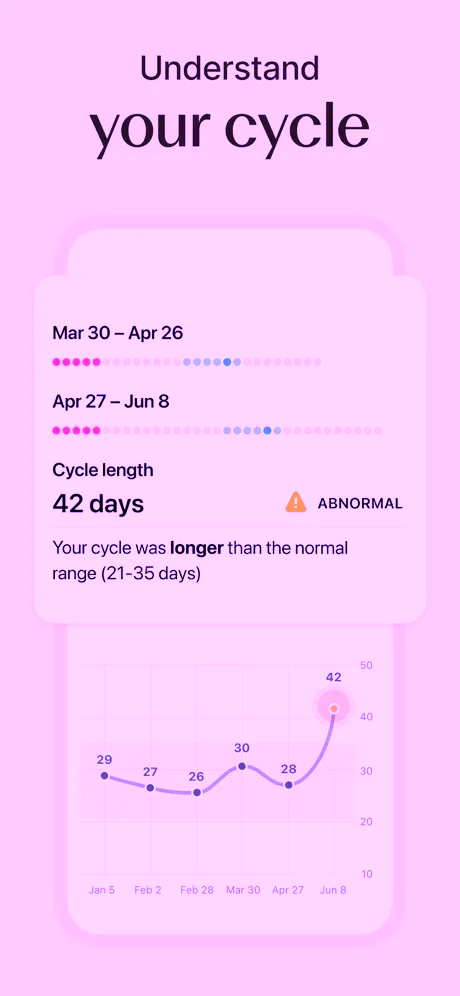 Understand
your cycle
Mar 30 – Apr 26
Apr 27 – Jun 8
Cycle length
42 days
ABNORMAL
Your cycle was longer than the normal
range (21-35 days)
50
42
40
30
30
29
28
27
26
20
10
Jan 5
Feb 2
Feb 28
Mar 30
Apr 27
Jun 8